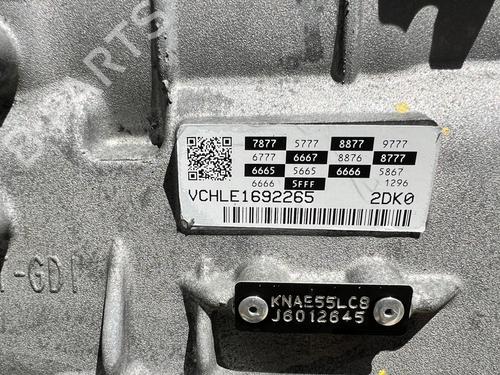 PARTS
7877 5777 8877 9777
6777 6667 8876 8777
6665 5665 6666 5867
6666 5FFF 1296
VCHLE1692265 2DK0
-GDI
KNAE55LC8
J6012645